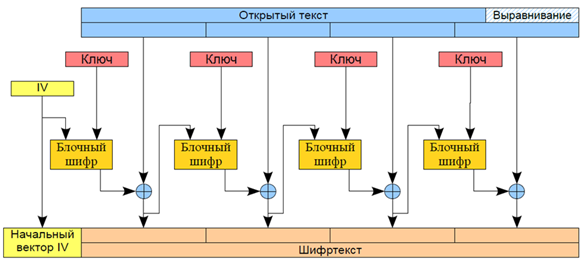 Открытый текст
Выравнивание
Ключ
Ключ
Ключ
Ключ
IV
Блочный
шифр
Блочный
шифр
Блочный
шифр
Блочный
шифр
Начальный
вектор IV
Шифртекст